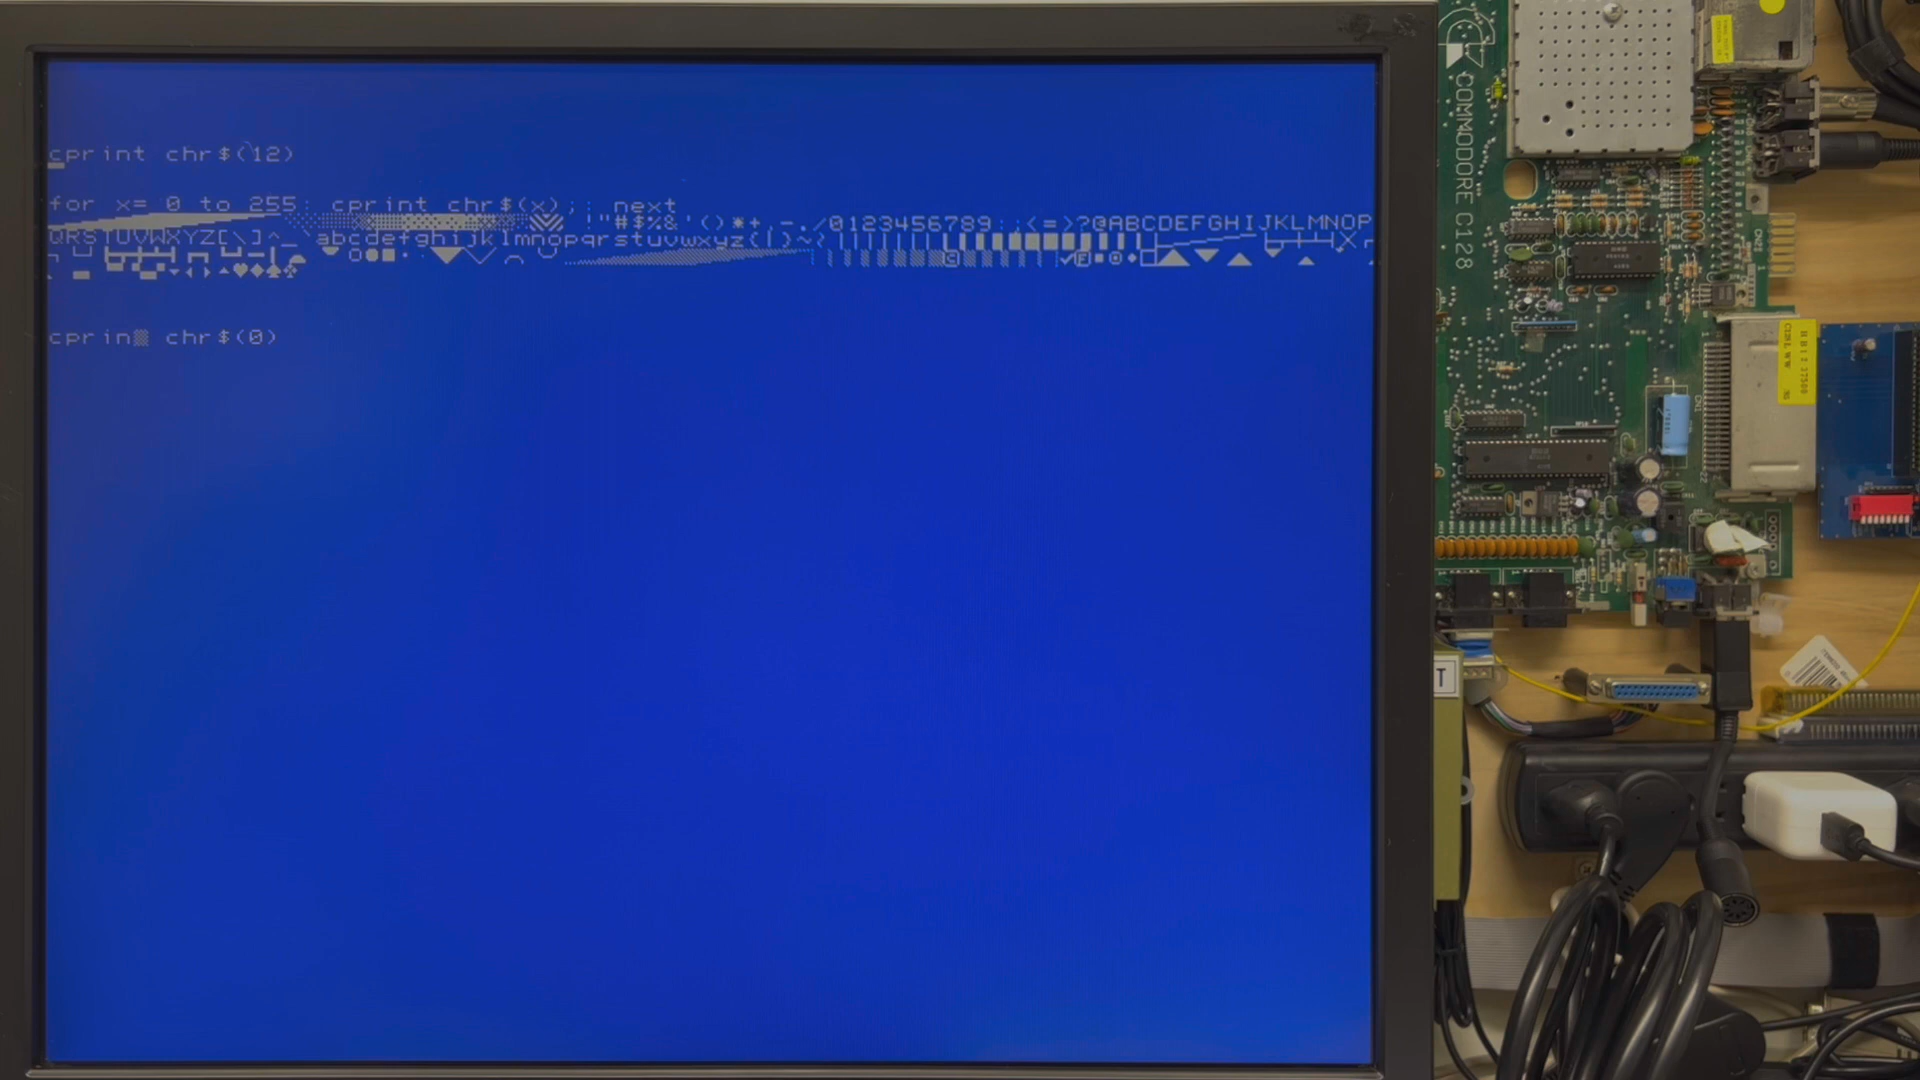 cprint chr$(12)
for x= 0 to 255: cprint chr$(x);:next
!"#$%&'()*+,-./0123456789:;<=>?@ABCDEFGHIJKLMNOP
QRSTUVWXYZ[\]^_ abcdefghijklmnopqrstuvwxyz{|}~
cprin chr$(0)
COMMODORE C128
CN1
T